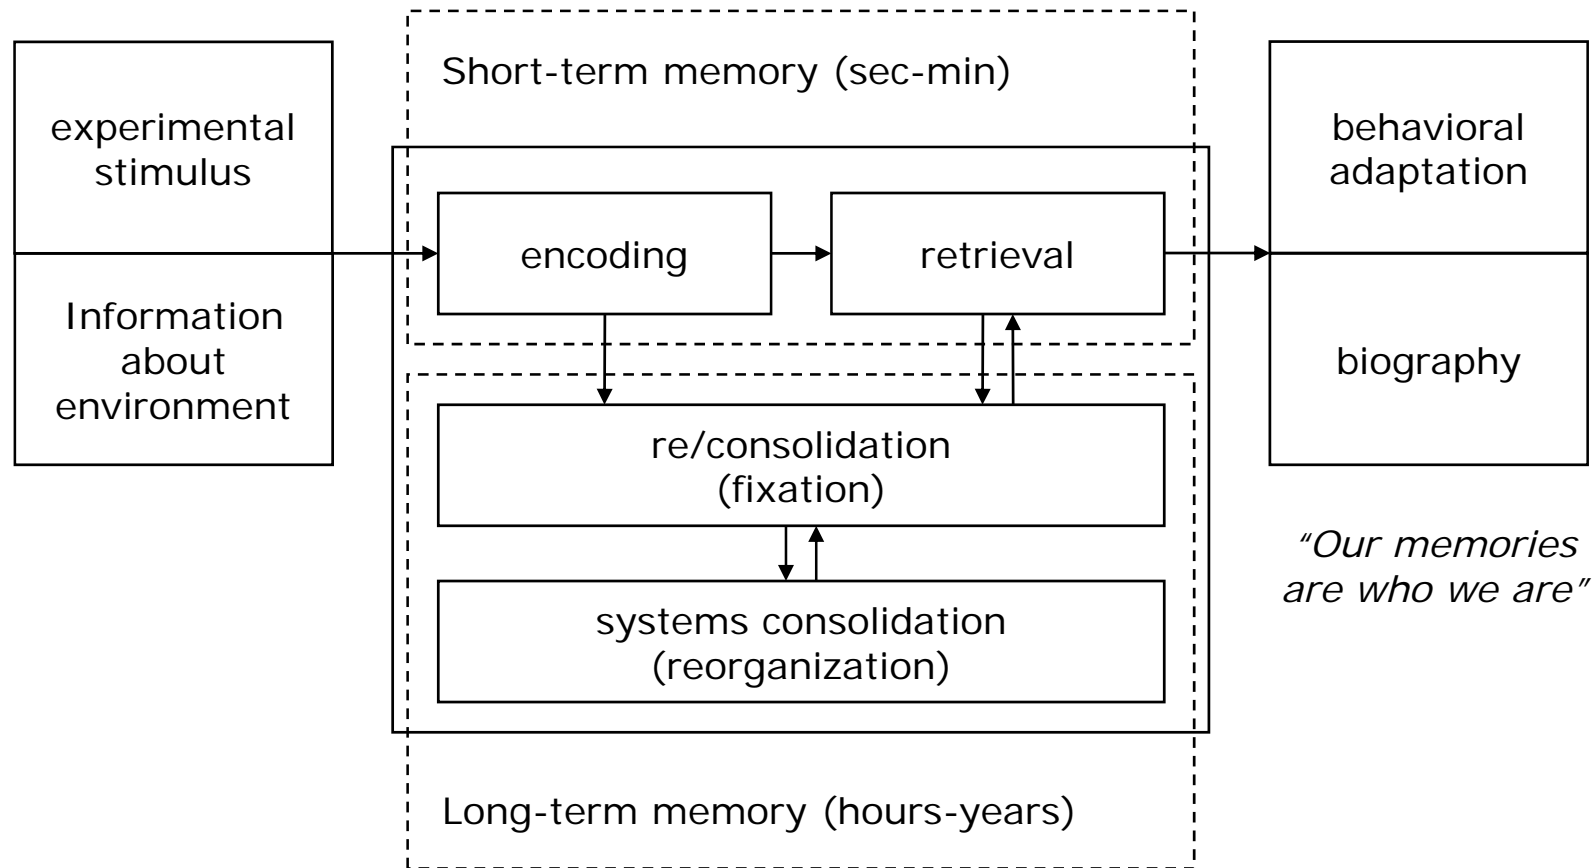 Short-term memory (sec-min)
experimental
stimulus
Information
about
environment
encoding
retrieval
behavioral
adaptation
biography
re/consolidation
(fixation)
systems consolidation
(reorganization)
"Our memories
are who we are"
Long-term memory (hours-years)